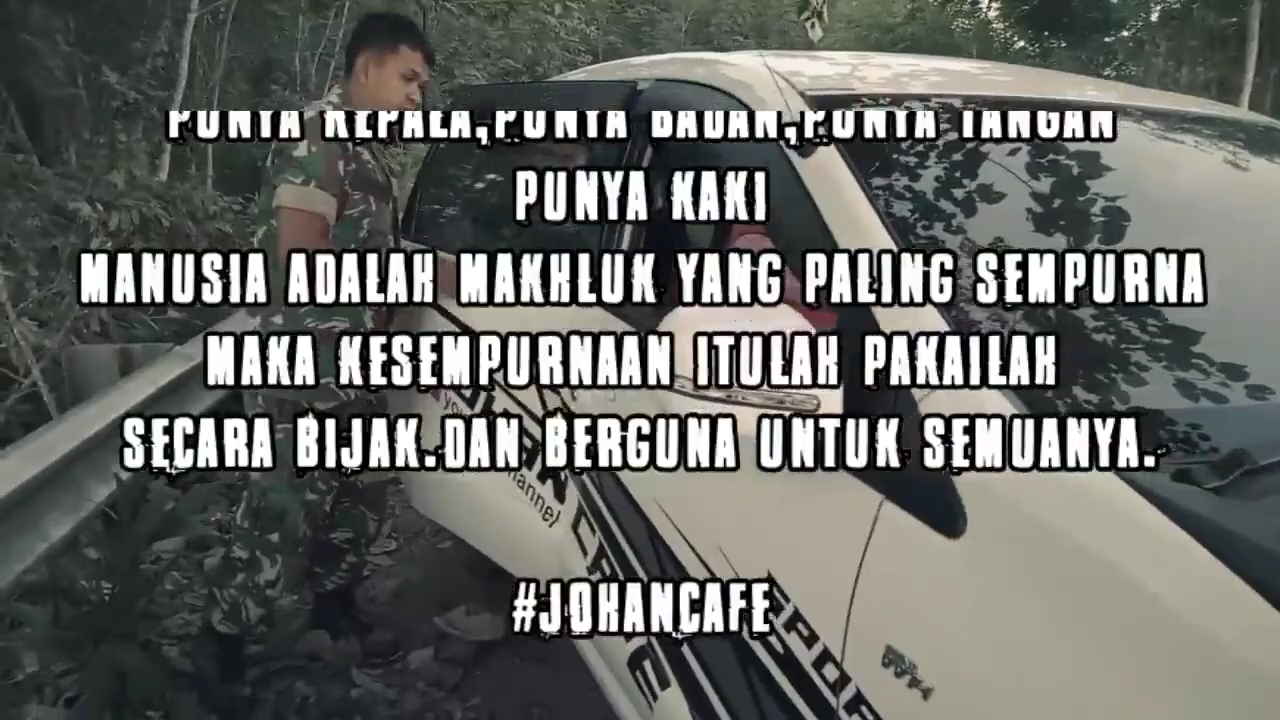 PUNYA KEPALA,PUNYA BADAN,PUNYA TANGAN
PUNYA KAKI
MANUSIA ADALAH MAKHLUK YANG PALING SEMPURNA
MAKA KESEMPURNAAN ITULAH PAKAILAH
SECARA BIJAK.DAN BERGUNA UNTUK SEMUANYA.
#JOHANCAFE
CAFE